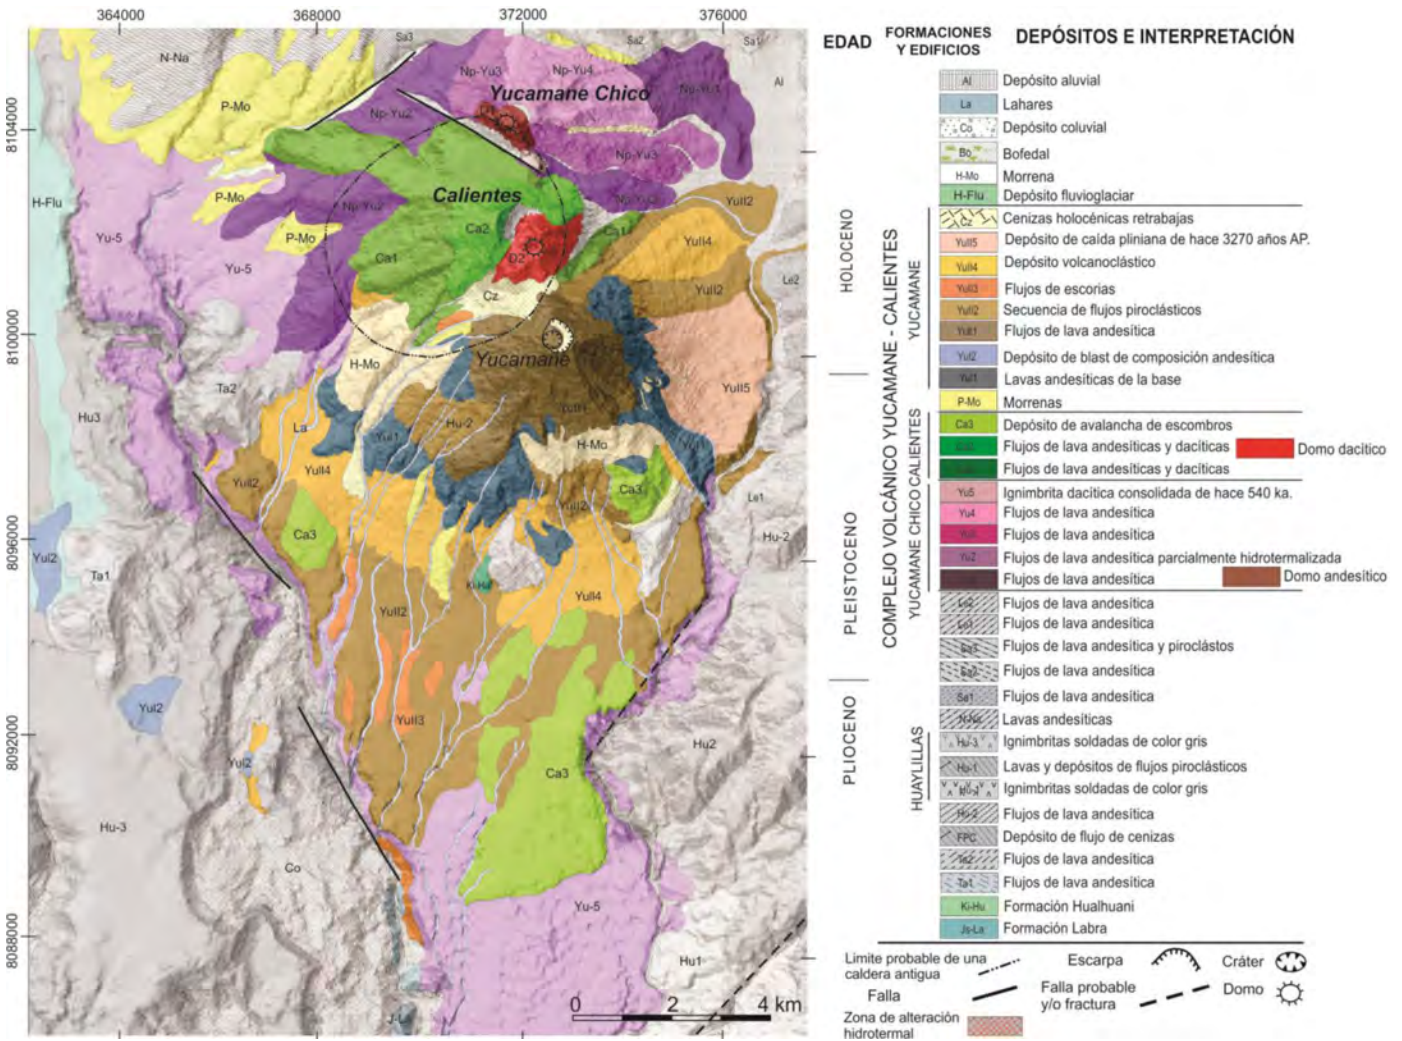 364000
368000
372000
376000
8104000
8100000
8096000
8092000
8088000
Sa3
Sa2
Sa1
N-Na
Np-Yu3
Np-Yu4
Al
Np-Yu1
Yucamane Chico
P-Mo
Np-Yu2
Np-Yu3
P-Mo
Calientes
H-Flu
Np-Yu2
YuII2
Yu-5
P-Mo
Ca2
Ca1
YuII4
Yu-5
Ca1
D2
Le2
Cz
YuII2
Yucamane
H-Mo
Ta2
YuII5
Hu3
La
YuI1
Hu-2
H-Mo
YuII4
YuII2
Ca3
YuII2
Le1
Ca3
Hu-2
YuI2
Ta1
YuII2
YuII4
YuI2
YuII3
Hu2
YuI2
Ca3
Hu-3
Co
Yu-5
Hu1
0 2 4 km
EDAD
FORMACIONES
Y EDIFICIOS
DEPÓSITOS E INTERPRETACIÓN
HOLOCENO
PLEISTOCENO
PLIOCENO
COMPLEJO VOLCÁNICO YUCAMANE - CALIENTES
YUCAMANE
CALIENTES
YUCAMANE CHICO
HUAYLILLAS
Al Depósito aluvial
La Lahares
Co Depósito coluvial
Bo Bofedal
H-Mo Morrena
H-Flu Depósito fluvioglaciar
Cz Cenizas holocénicas retrabajas
YuII5 Depósito de caída pliniana de hace 3270 años AP.
YuII4 Depósito volcanoclástico
YuII3 Flujos de escorias
YuII2 Secuencia de flujos piroclásticos
YuII1 Flujos de lava andesítica
YuI2 Depósito de blast de composición andesítica
YuI1 Lavas andesíticas de la base
P-Mo Morrenas
Ca3 Depósito de avalancha de escombros
Flujos de lava andesíticas y dacíticas Domo dacítico
Flujos de lava andesíticas y dacíticas
Yu5 Ignimbrita dacítica consolidada de hace 540 ka.
Yu4 Flujos de lava andesítica
Flujos de lava andesítica
Yu2 Flujos de lava andesítica parcialmente hidrotermalizada
Flujos de lava andesítica Domo andesítico
Le2 Flujos de lava andesítica
Le1 Flujos de lava andesítica
Sa3 Flujos de lava andesítica y piroclástos
Sa2 Flujos de lava andesítica
Sa1 Flujos de lava andesítica
N-Na Lavas andesíticas
Hu-3 Ignimbritas soldadas de color gris
Hu-1 Lavas y depósitos de flujos piroclásticos
Ignimbritas soldadas de color gris
Hu-2 Flujos de lava andesítica
FPC Depósito de flujo de cenizas
Ta2 Flujos de lava andesítica
Ta1 Flujos de lava andesítica
Ki-Hu Formación Hualhuani
Js-La Formación Labra
Limite probable de una
caldera antigua
Escarpa
Cráter
Falla
Falla probable
y/o fractura
Domo
Zona de alteración
hidrotermal